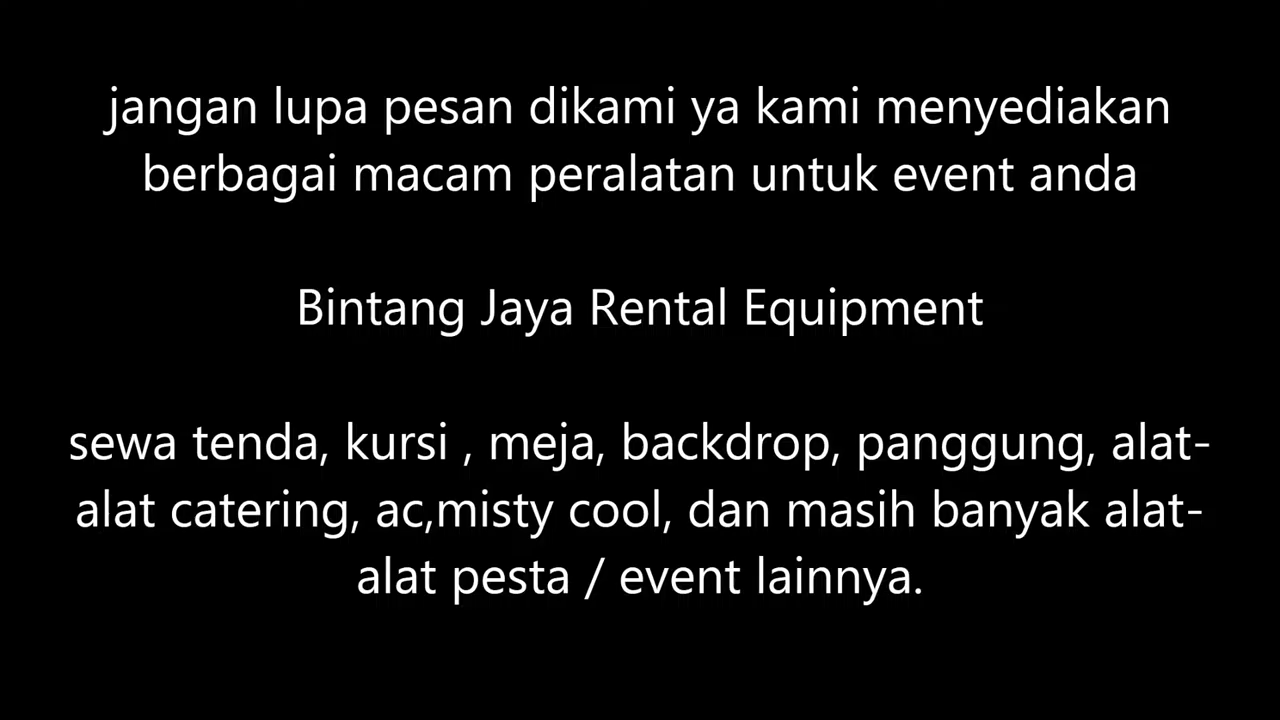 jangan lupa pesan dikami ya kami menyediakan
berbagai macam peralatan untuk event anda
Bintang Jaya Rental Equipment
sewa tenda, kursi , meja, backdrop, panggung, alat-
alat catering, ac,misty cool, dan masih banyak alat-
alat pesta / event lainnya.